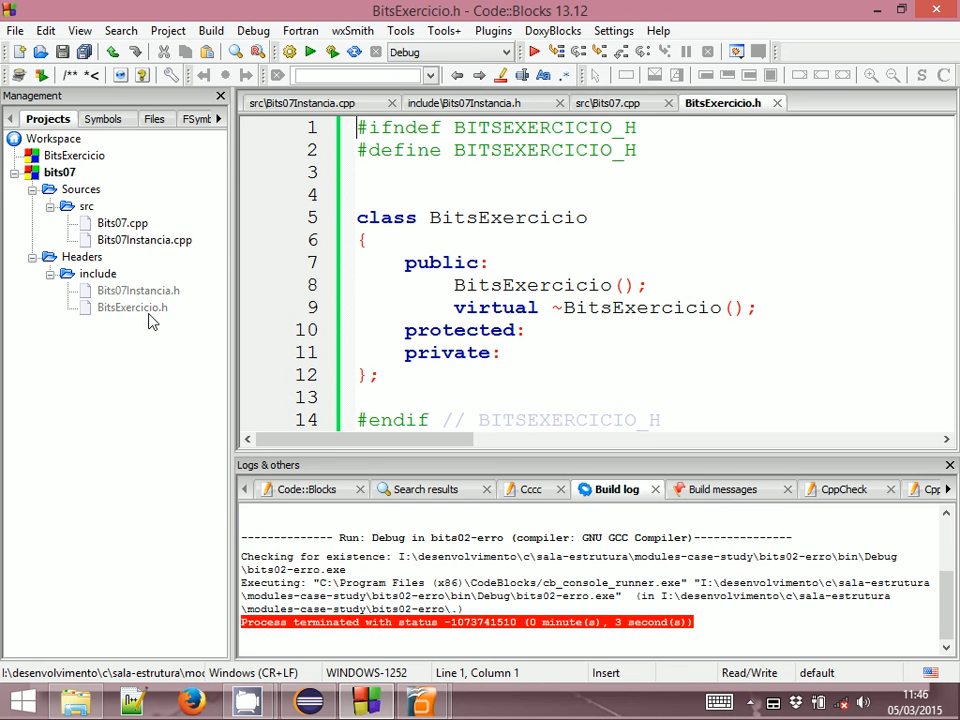 BitsExercicio.h - Code::Blocks 13.12
File Edit View Search Project Build Debug Fortran wxSmith Tools Tools+ Plugins DoxyBlocks Settings Help
Debug
/** *<
Aa .* S C
Management
Projects Symbols Files FSymb
src\Bits07Instancia.cpp include\Bits07Instancia.h src\Bits07.cpp BitsExercicio.h
Workspace
BitsExercicio
bits07
Sources
src
Bits07.cpp
Bits07Instancia.cpp
Headers
include
Bits07Instancia.h
BitsExercicio.h
1 #ifndef BITSEXERCICIO_H
2 #define BITSEXERCICIO_H
3
4
5 class BitsExercicio
6 {
7 public:
8 BitsExercicio();
9 virtual ~BitsExercicio();
10 protected:
11 private:
12 };
13
14 #endif // BITSEXERCICIO_H
Logs & others
Code::Blocks Search results Cccc Build log Build messages CppCheck Cpp
-------------- Run: Debug in bits02-erro (compiler: GNU GCC Compiler)---------------
Checking for existence: I:\desenvolvimento\c\sala-estrutura\modules-case-study\bits02-erro\bin\Debug
\bits02-erro.exe
Executing: "C:\Program Files (x86)\CodeBlocks/cb_console_runner.exe" "I:\desenvolvimento\c\sala-estrutura
\modules-case-study\bits02-erro\bin\Debug\bits02-erro.exe"  (in I:\desenvolvimento\c\sala-estrutura
\modules-case-study\bits02-erro\.)
Process terminated with status -1073741510 (0 minute(s), 3 second(s))
I:\desenvolvimento\c\sala-estrutura\moc Windows (CR+LF) WINDOWS-1252 Line 1, Column 1 Insert Read/Write default
11:46
05/03/2015